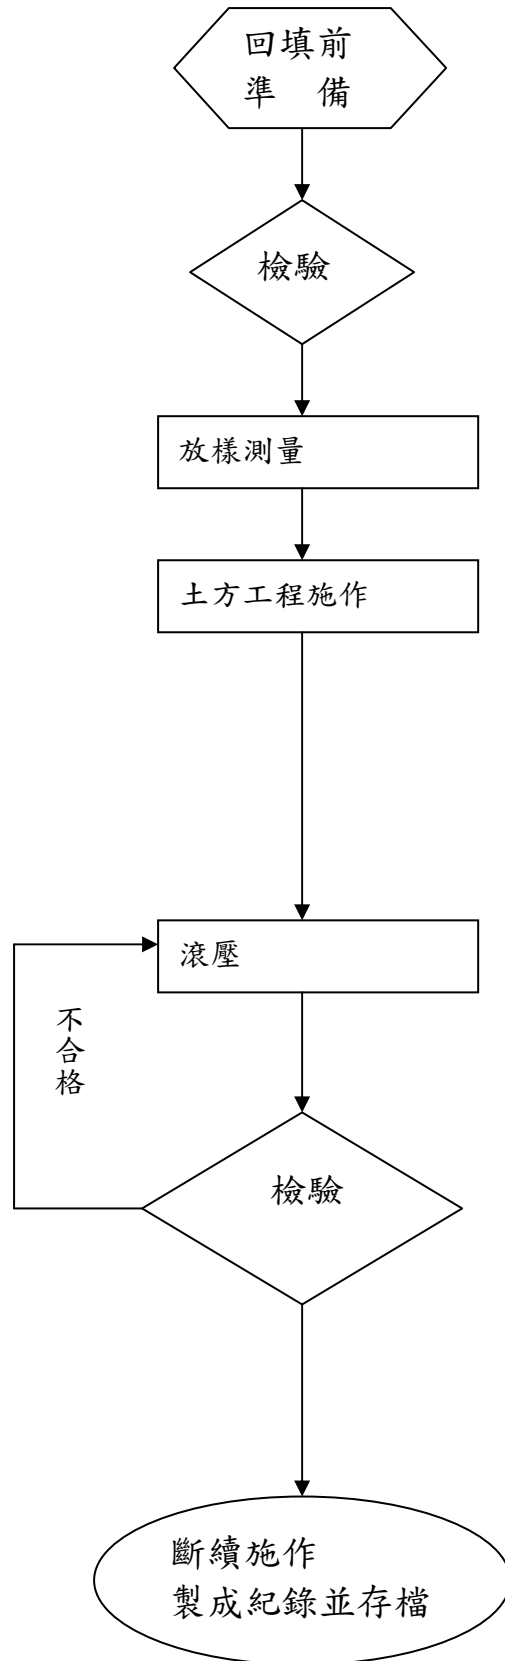 回填前
準 備
檢驗
放樣測量
土方工程施作
滾壓
不合格
檢驗
斷續施作
製成紀錄並存檔